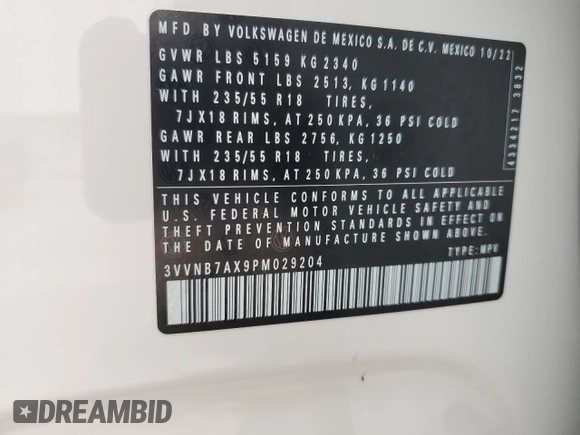 MFD BY VOLKSWAGEN DE MEXICO S.A. DE C.V. MEXICO 10/22
GVWR LBS 5159 KG 2340
GAWR FRONT LBS 2513, KG 1140
WITH 235/55 R18 TIRES,
7JX18 RIMS, AT 250 KPA, 36 PSI COLD
GAWR REAR LBS 2756, KG 1250
WITH 235/55 R18 TIRES,
7JX18 RIMS, AT 250 KPA, 36 PSI COLD
THIS VEHICLE CONFORMS TO ALL APPLICABLE
U.S. FEDERAL MOTOR VEHICLE SAFETY AND
THEFT PREVENTION STANDARDS IN EFFECT ON
THE DATE OF MANUFACTURE SHOWN ABOVE.
3VVNB7AX9PM029204 TYPE: MPV
4334217 3832
DREAMBID